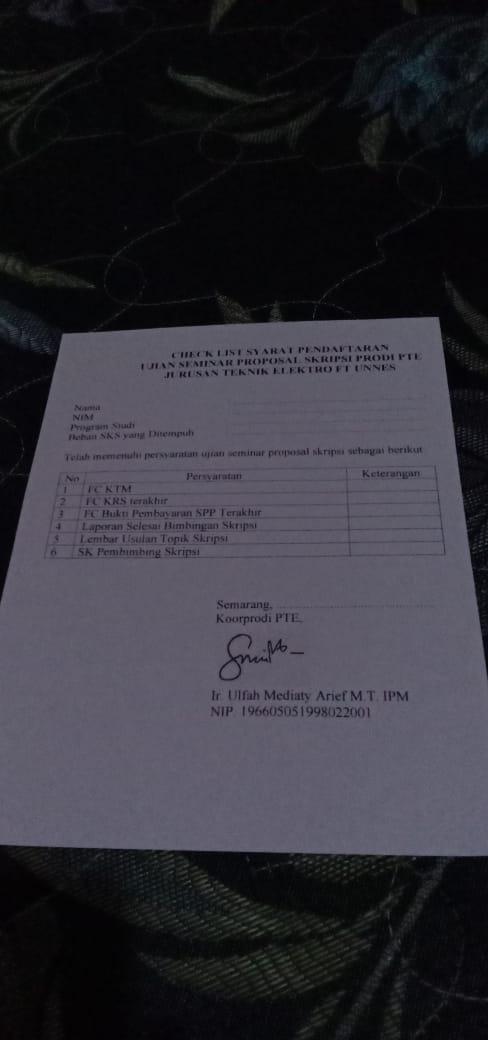 CHECK LIST SYARAT PENDAFTARAN
UJIAN SEMINAR PROPOSAL SKRIPSI PRODI PTE
JURUSAN TEKNIK ELEKTRO FT UNNES
Nama
NIM
Program Studi
Beban SKS yang Ditempuh
Telah memenuhi persyaratan ujian seminar proposal skripsi sebagai berikut
No Persyaratan Keterangan
1 FC KTM
2 FC KRS terakhir
3 FC Bukti Pembayaran SPP Terakhir
4 Laporan Selesai Bimbingan Skripsi
5 Lembar Usulan Topik Skripsi
6 SK Pembimbing Skripsi
Semarang,
Koorprodi PTE,
Ir. Ulfah Mediaty Arief M.T. IPM
NIP. 196605051998022001